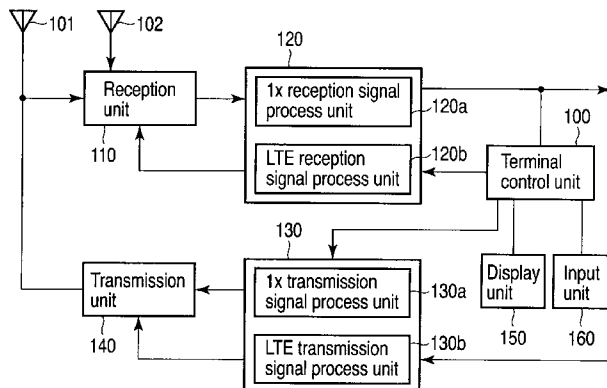 101
102
120
Reception
unit
110
1x reception signal
process unit
120a
LTE reception
signal process unit
120b
100
Terminal
control unit
130
Transmission
unit
140
1x transmission
signal process unit
130a
LTE transmission
signal process unit
130b
Display
unit
150
Input
unit
160